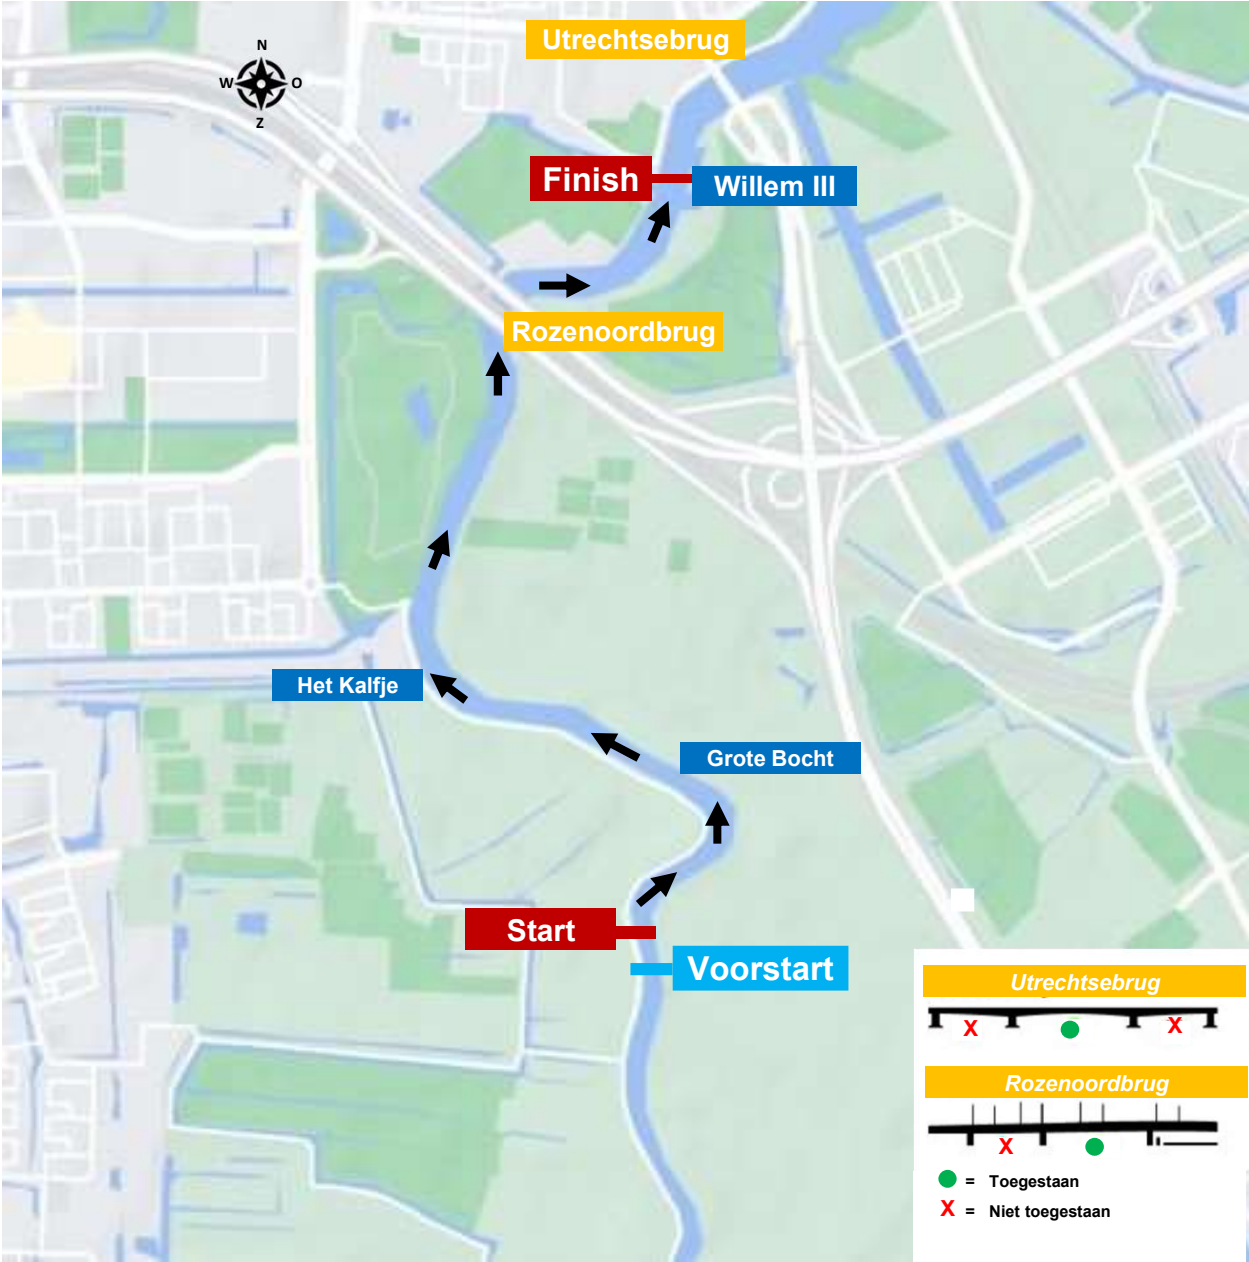 Utrechtsebrug
N
W
O
Z
Finish
Willem III
Rozenoordbrug
Het Kalfje
Grote Bocht
Start
Voorstart
Utrechtsebrug
X
X
Rozenoordbrug
X
= Toegestaan
X = Niet toegestaan